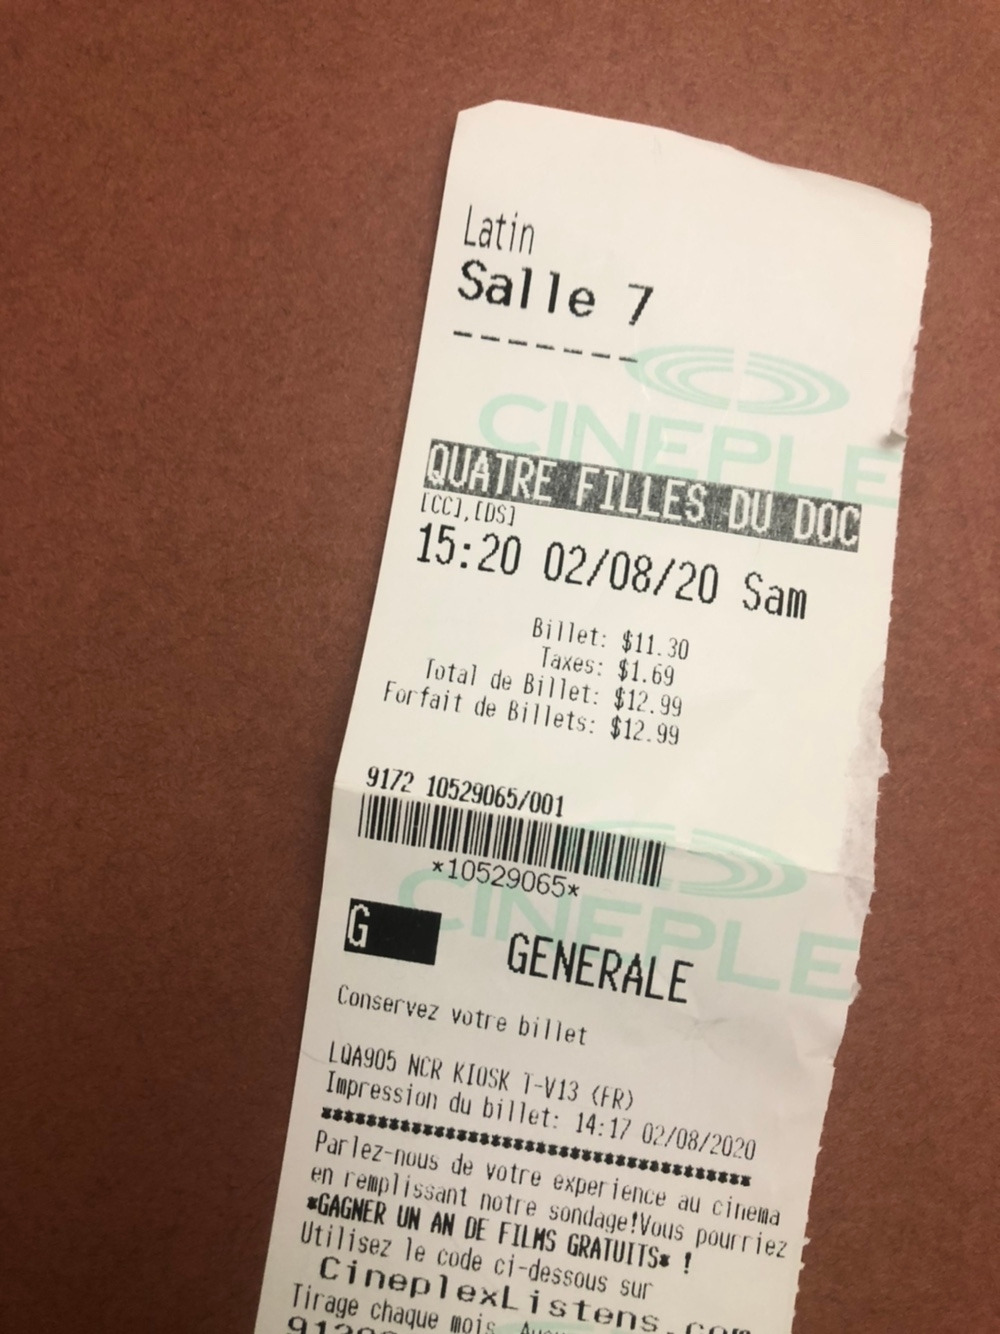 Latin
Salle 7
-------
CINEPLE
QUATRE FILLES DU DOC
[CC],[DS]
15:20 02/08/20 Sam
Billet: $11.30
Taxes: $1.69
Total de Billet: $12.99
Forfait de Billets: $12.99
9172 10529065/001
*10529065*
CINEPLE
G GENERALE
Conservez votre billet
LQA905 NCR KIOSK T-V13 (FR)
Impression du billet: 14:17 02/08/2020
Parlez-nous de votre experience au cinema
en remplissant notre sondage!Vous pourriez
*GAGNER UN AN DE FILMS GRATUITS* !
Utilisez le code ci-dessous sur
CineplexListens.com
Tirage chaque mois.